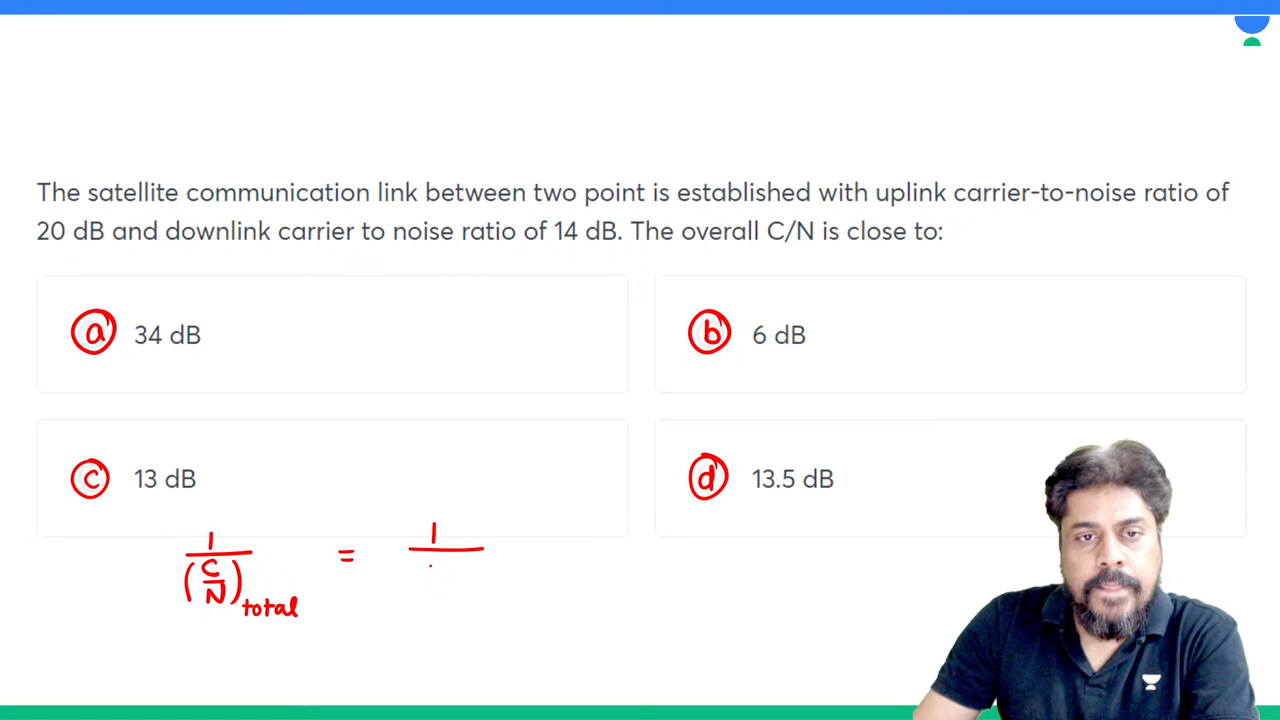 The satellite communication link between two point is established with uplink carrier-to-noise ratio of
20 dB and downlink carrier to noise ratio of 14 dB. The overall C/N is close to:
a 34 dB
b 6 dB
c 13 dB
d 13.5 dB
1 = 1
(C/N) total